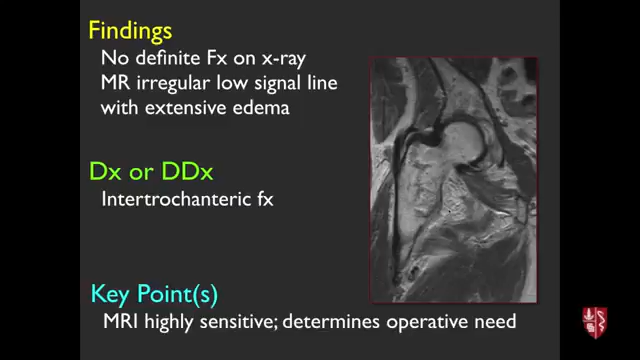 Findings
No definite Fx on x-ray
MR irregular low signal line
with extensive edema
Dx or DDx
Intertrochanteric fx
Key Point(s)
MRI highly sensitive; determines operative need